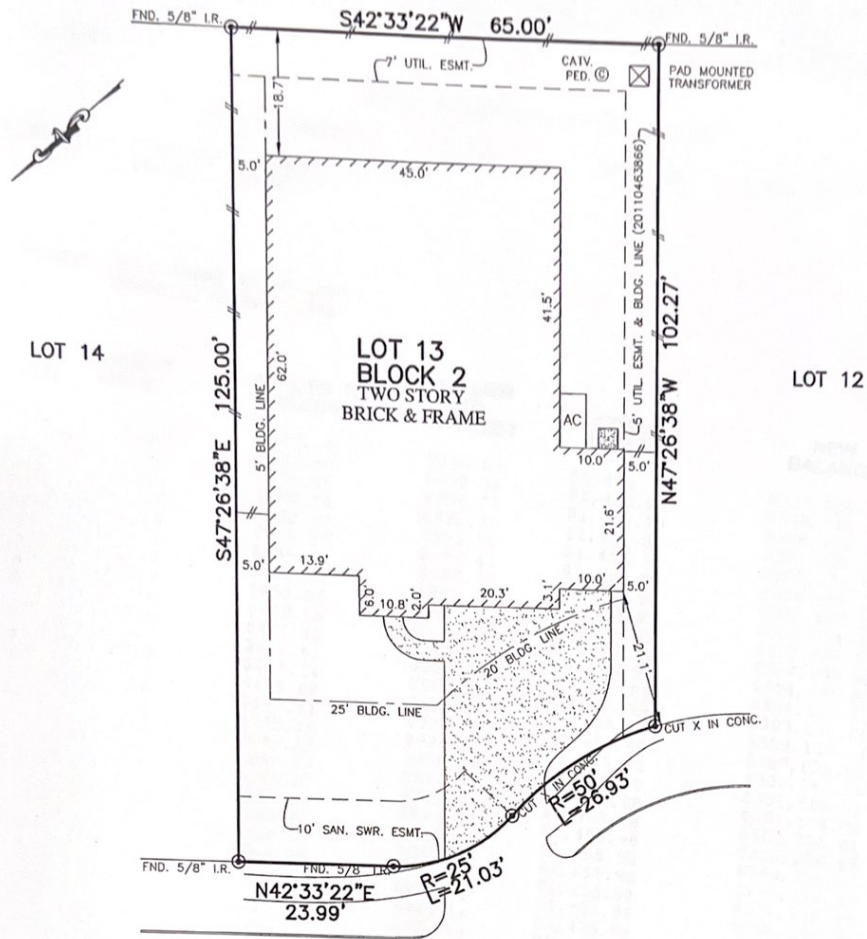 FND. 5/8" I.R.
S42°33'22"W 65.00'
FND. 5/8" I.R.
7' UTIL. ESMT.
CATV.
PED. Ⓒ
PAD MOUNTED
TRANSFORMER
18.7'
5.0'
45.0'
5' UTIL. ESMT. & BLDG. LINE (20110463866)
41.5'
N47°26'38"W 102.27'
LOT 14
LOT 13
BLOCK 2
TWO STORY
BRICK & FRAME
LOT 12
62.0'
S47°26'38"E 125.00'
5' BLDG. LINE
AC
10.0'
5.0'
21.6'
5.0'
13.9'
6.0'
10.8'
2.0'
20.3'
3.1'
10.0'
5.0'
20' BLDG LINE
21.1'
25' BLDG. LINE
CUT X IN CONC.
CUT X IN CONC.
R=50'
L=26.93'
10' SAN. SWR. ESMT.
FND. 5/8" I.R.
FND. 5/8" I.R.
R=25'
L=21.03'
N42°33'22"E
23.99'